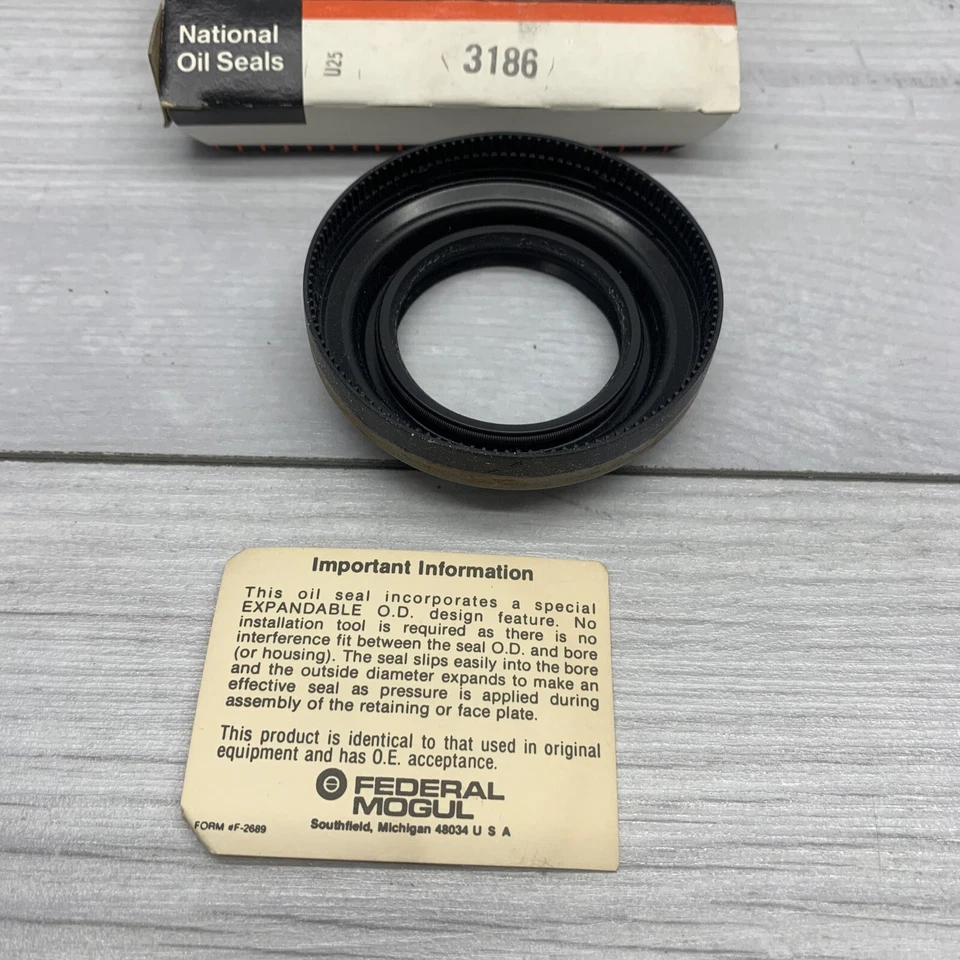 National
Oil Seals
U25
3186
Important Information
This oil seal incorporates a special
EXPANDABLE O.D. design feature. No
installation tool is required as there is no
interference fit between the seal O.D. and bore
(or housing). The seal slips easily into the bore
and the outside diameter expands to make an
effective seal as pressure is applied during
assembly of the retaining or face plate.
This product is identical to that used in original
equipment and has O.E. acceptance.
FEDERAL
MOGUL
FORM #F-2689
Southfield, Michigan 48034 U S A